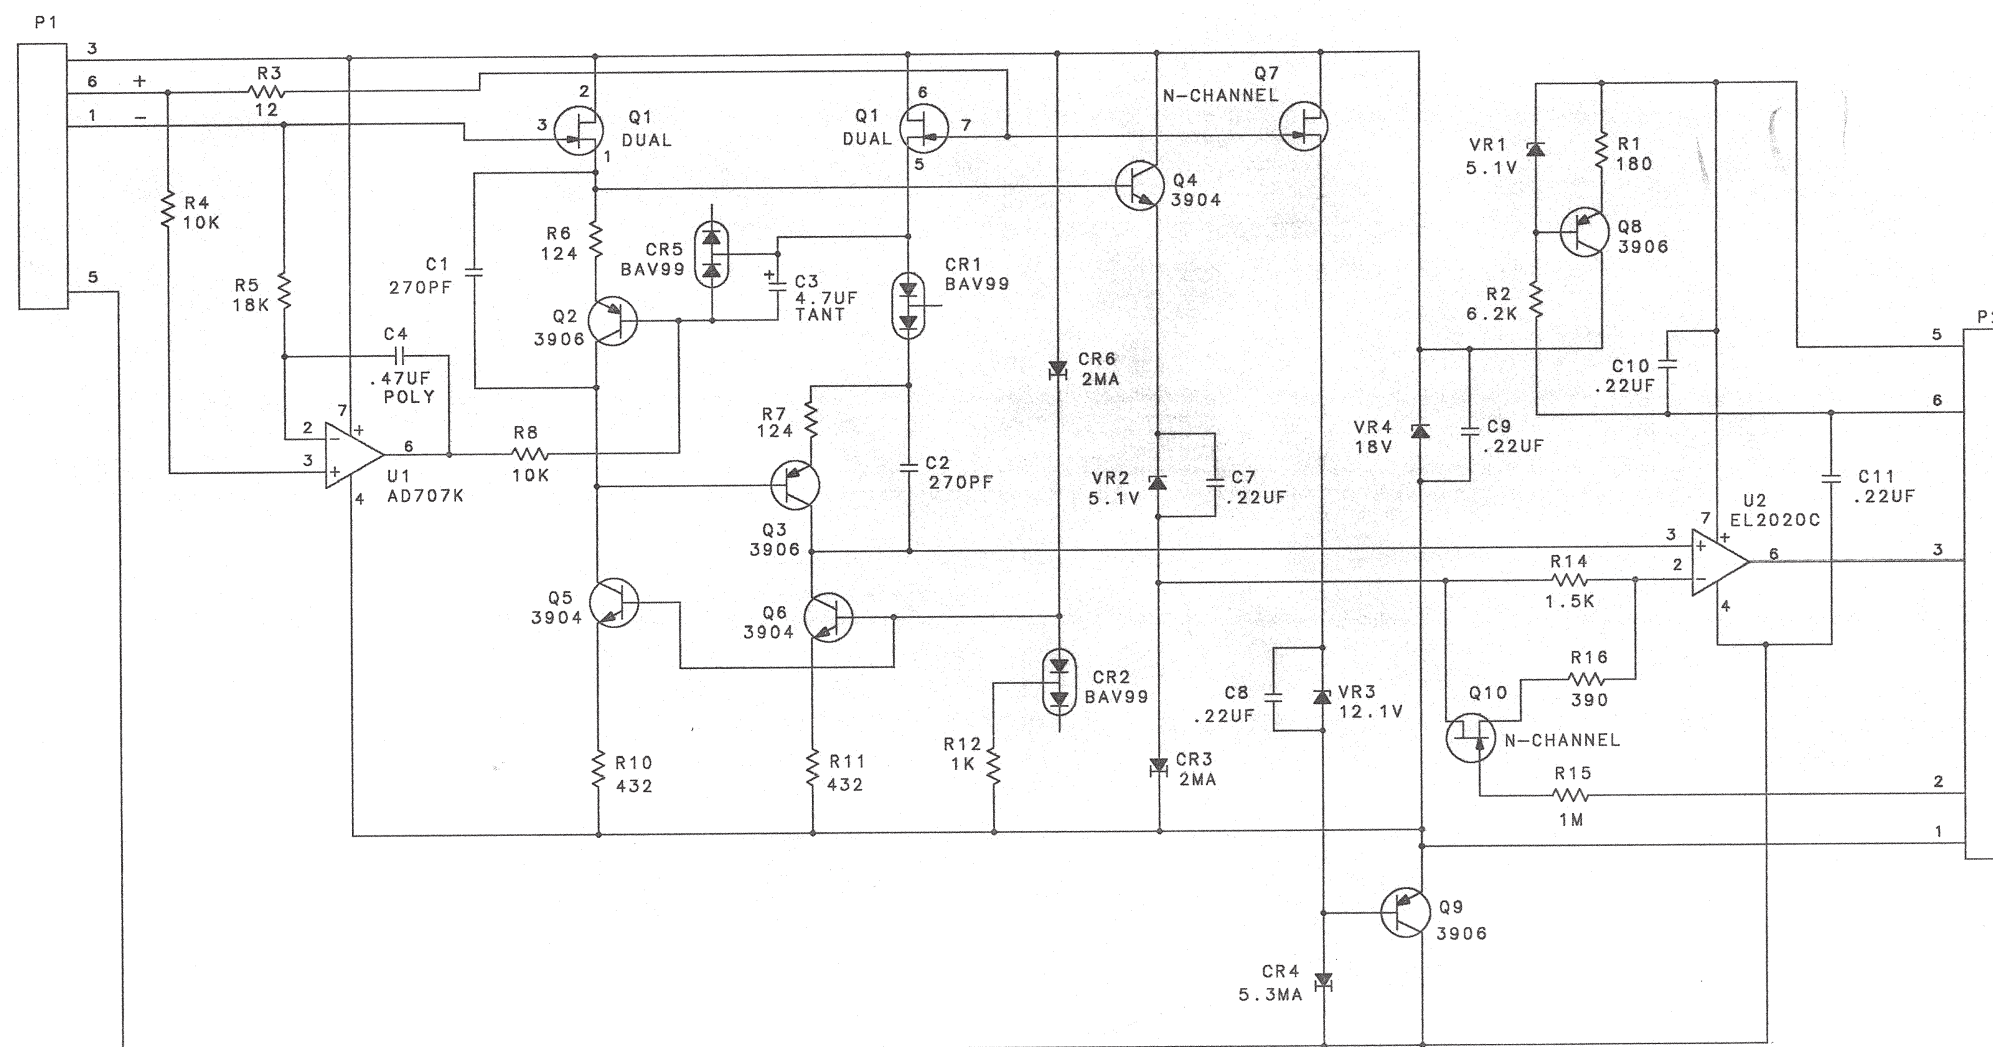 P1
3
6 +
1 -
5
R3
12
R4
10K
R5
18K
C4
.47UF
POLY
7
2 -
3 +
+
6
4
U1
AD707K
R8
10K
2
3
1
Q1
DUAL
C1
270PF
R6
124
Q2
3906
CR5
BAV99
+
C3
4.7UF
TANT
6
7
5
Q1
DUAL
CR1
BAV99
R7
124
C2
270PF
Q3
3906
Q5
3904
Q6
3904
R10
432
R11
432
R12
1K
CR2
BAV99
CR6
2MA
Q4
3904
VR2
5.1V
C7
.22UF
CR3
2MA
Q7
N-CHANNEL
C8
.22UF
VR3
12.1V
CR4
5.3MA
Q9
3906
VR4
18V
C9
.22UF
VR1
5.1V
R1
180
Q8
3906
R2
6.2K
C10
.22UF
C11
.22UF
U2
EL2020C
7
+
3 +
2 -
6
4
R14
1.5K
R16
390
Q10
N-CHANNEL
R15
1M
5
6
3
2
1